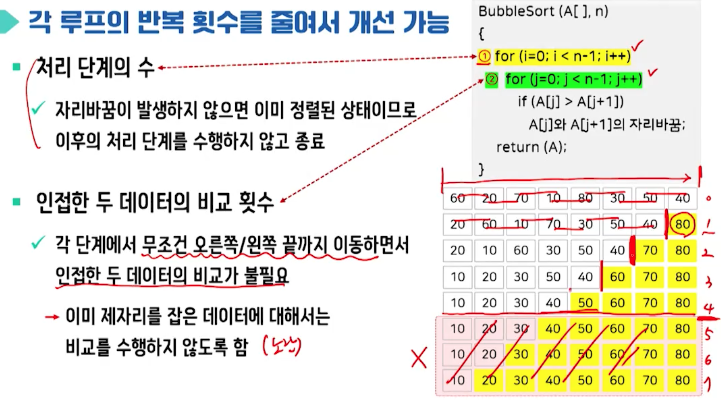 각 루프의 반복 횟수를 줄여서 개선 가능
처리 단계의 수
자리바꿈이 발생하지 않으면 이미 정렬된 상태이므로
이후의 처리 단계를 수행하지 않고 종료
인접한 두 데이터의 비교 횟수
각 단계에서 무조건 오른쪽/왼쪽 끝까지 이동하면서
인접한 두 데이터의 비교가 불필요
→ 이미 제자리를 잡은 데이터에 대해서는
비교를 수행하지 않도록 함 (노란)
BubbleSort (A[ ], n)
{
① for (i=0; i < n-1; i++)
② for (j=0; j < n-1; j++)
if (A[j] > A[j+1])
A[j]와 A[j+1]의 자리바꿈;
return (A);
}
60 20 70 10 80 30 50 40 0
20 60 10 70 30 50 40 80 1
20 10 60 30 50 40 70 80 2
10 20 30 50 40 60 70 80 3
10 20 30 40 50 60 70 80 4
10 20 30 40 50 60 70 80 5
X 10 20 30 40 50 60 70 80 6
10 20 30 40 50 60 70 80 7